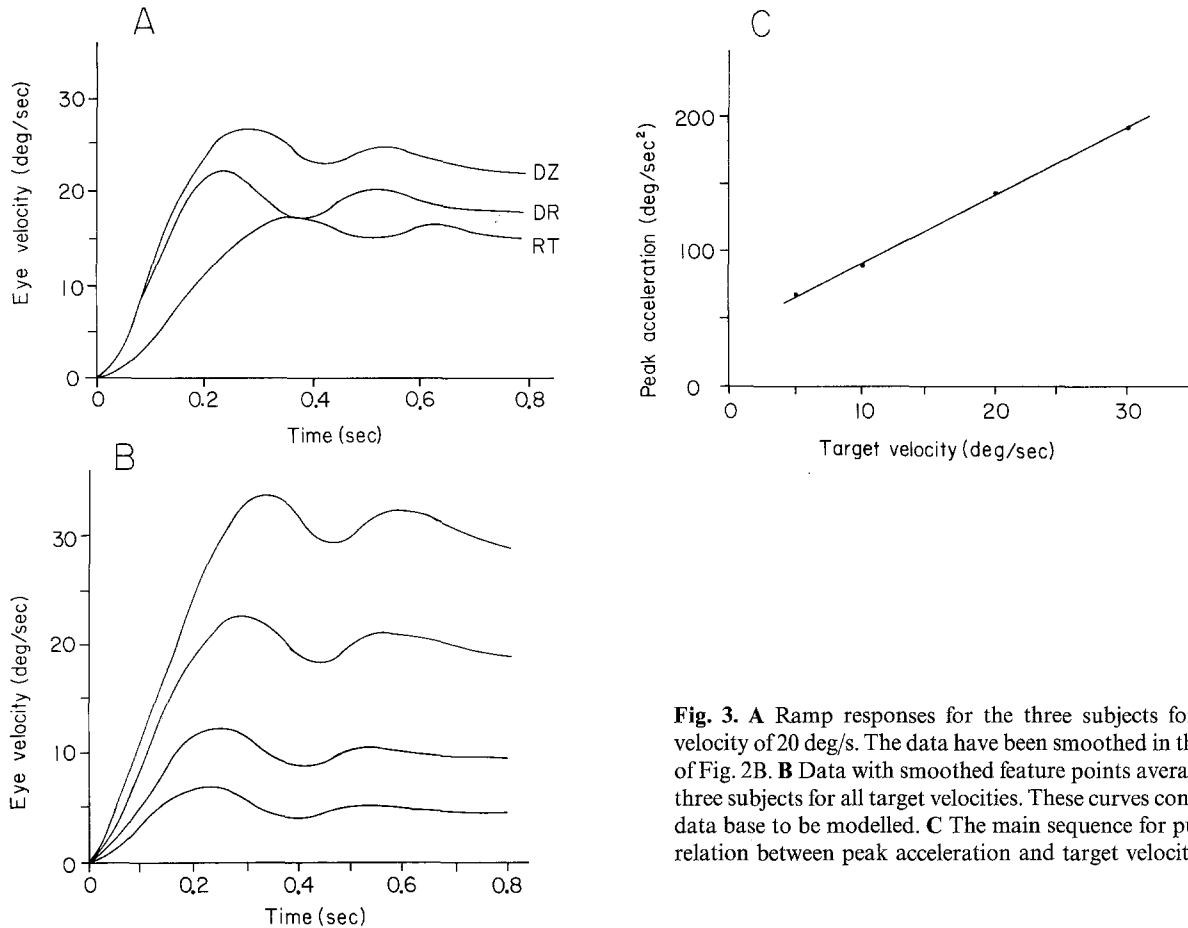 A
Eye velocity (deg/sec)
30
20
10
0
DZ
DR
RT
0 0.2 0.4 0.6 0.8
Time (sec)
B
Eye velocity (deg/sec)
30
20
10
0
0 0.2 0.4 0.6 0.8
Time (sec)
C
Peak acceleration (deg/sec²)
200
100
0
0 10 20 30
Target velocity (deg/sec)
Fig. 3. A Ramp responses for the three subjects fo
velocity of 20 deg/s. The data have been smoothed in th
of Fig. 2B. B Data with smoothed feature points avera
three subjects for all target velocities. These curves con
data base to be modelled. C The main sequence for pu
relation between peak acceleration and target velocit